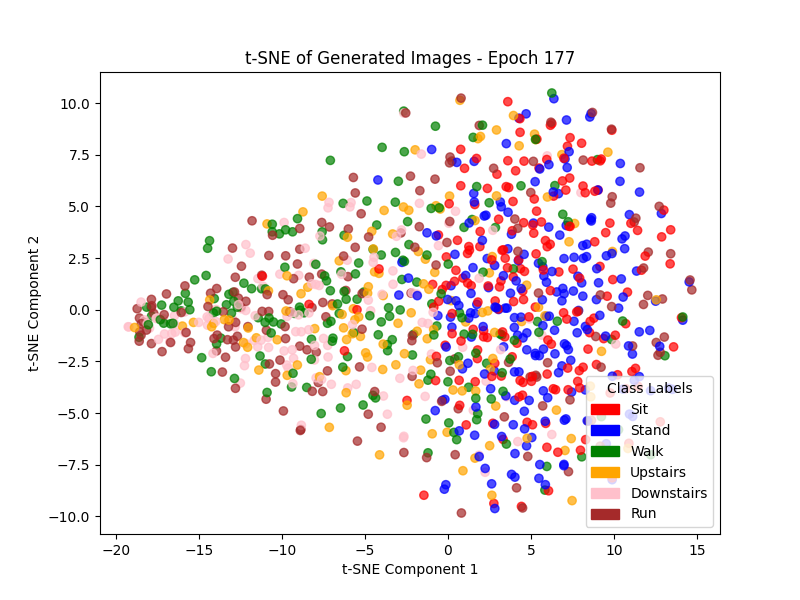 t-SNE of Generated Images - Epoch 177
t-SNE Component 2
10.0
7.5
5.0
2.5
0.0
−2.5
−5.0
−7.5
−10.0
Class Labels
Sit
Stand
Walk
Upstairs
Downstairs
Run
−20
−15
−10
−5
0
5
10
15
t-SNE Component 1